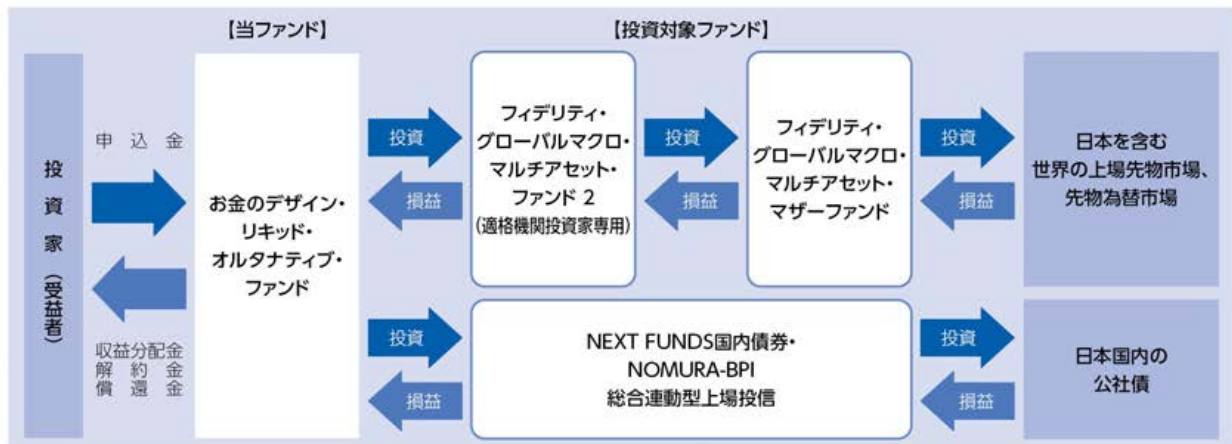 【当ファンド】
【投資対象ファンド】
投資家(受益者)
申込金
収益分配金
解約金
償還金
お金のデザイン・
リキッド・
オルタナティブ・
ファンド
投資
損益
フィデリティ・
グローバルマクロ・
マルチアセット・
ファンド 2
(適格機関投資家専用)
投資
損益
フィデリティ・
グローバルマクロ・
マルチアセット・
マザーファンド
投資
損益
日本を含む
世界の上場先物市場、
先物為替市場
投資
損益
NEXT FUNDS国内債券・
NOMURA-BPI
総合連動型上場投信
投資
損益
日本国内の
公社債